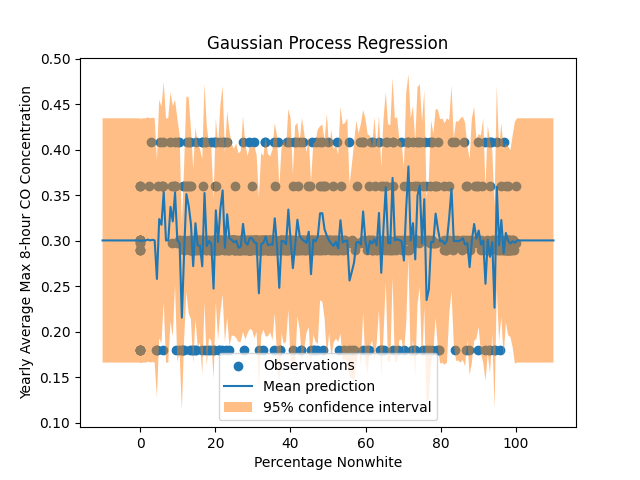 Gaussian Process Regression
Yearly Average Max 8-hour CO Concentration
0.50
0.45
0.40
0.35
0.30
0.25
0.20
0.15
0.10
Observations
Mean prediction
95% confidence interval
0 20 40 60 80 100
Percentage Nonwhite